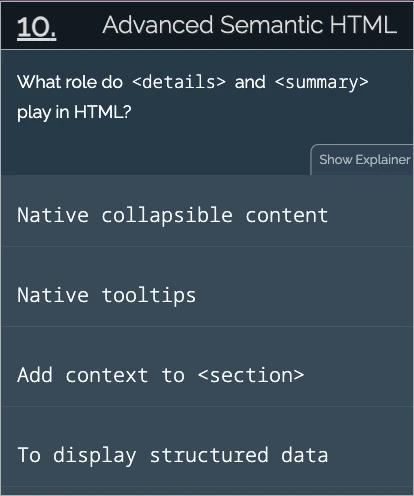 10. Advanced Semantic HTML
What role do <details> and <summary>
play in HTML?
Show Explainer
Native collapsible content
Native tooltips
Add context to <section>
To display structured data